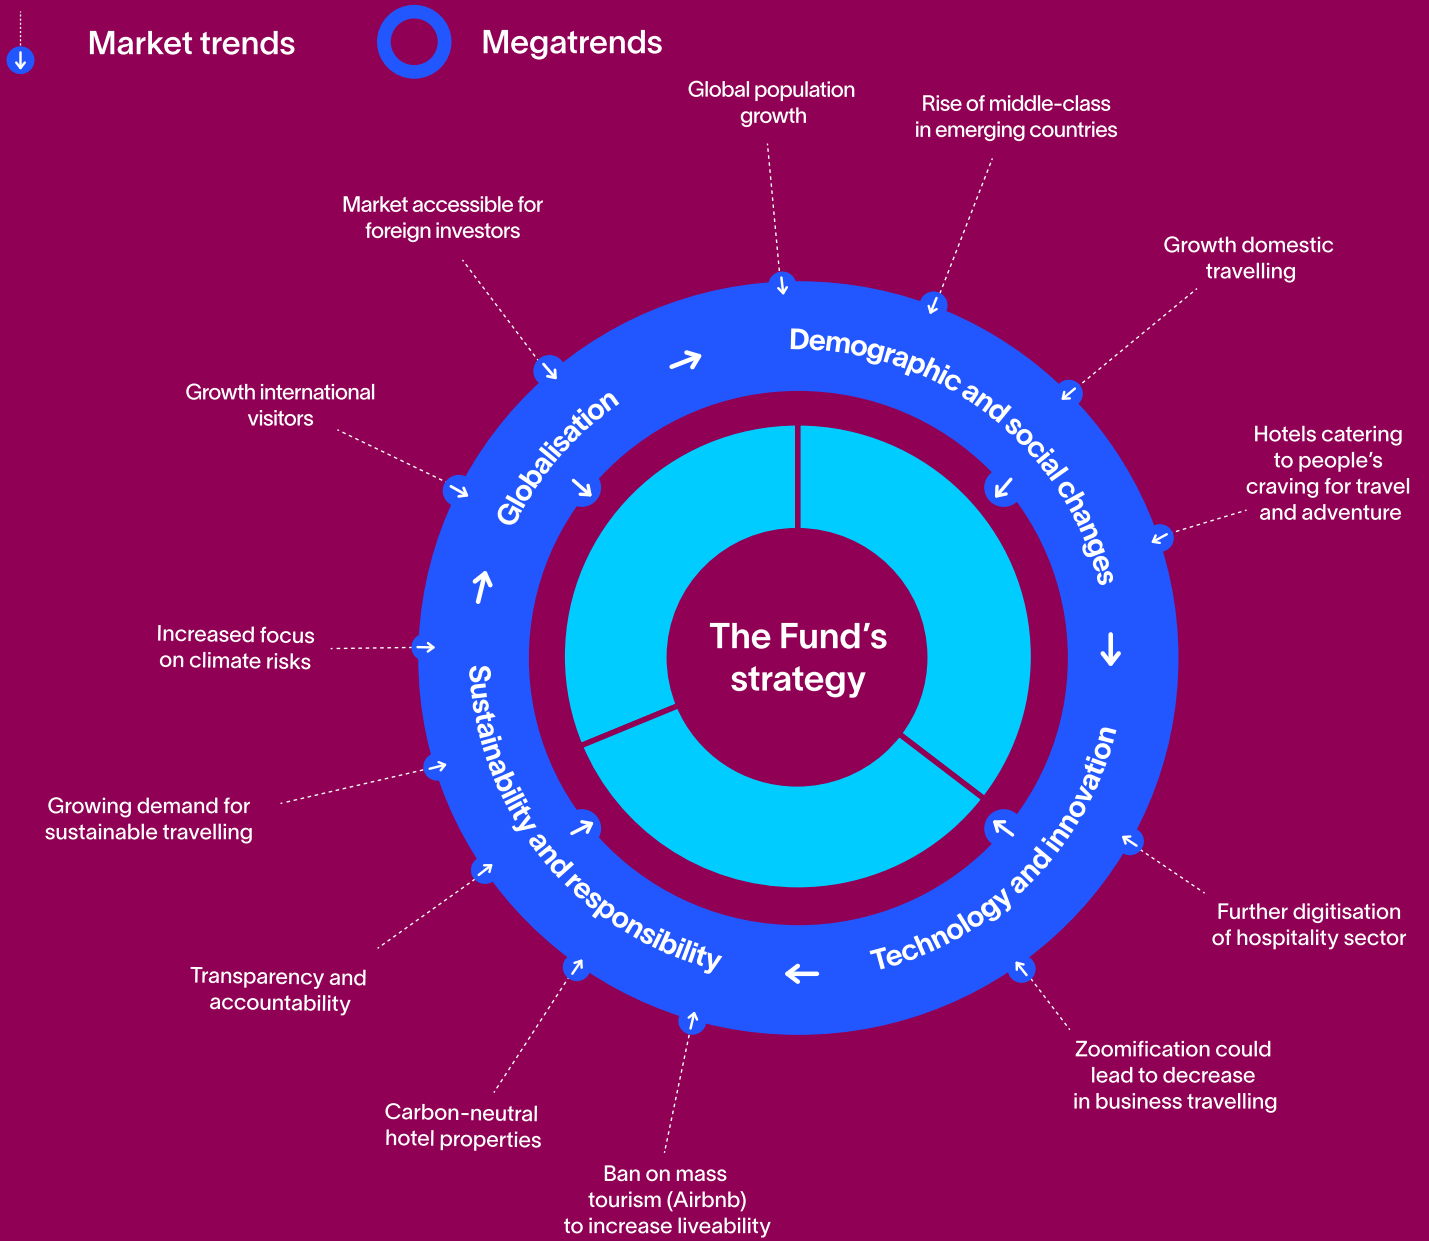 Market trends
Megatrends
Global population
growth
Rise of middle-class
in emerging countries
Market accessible for
foreign investors
Growth domestic
travelling
Growth international
visitors
Hotels catering
to people's
craving for travel
and adventure
Globalisation
Demographic and social changes
The Fund's
strategy
Increased focus
on climate risks
Sustainability and responsibility
Technology and innovation
Growing demand for
sustainable travelling
Further digitisation
of hospitality sector
Transparency and
accountability
Zoomification could
lead to decrease
in business travelling
Carbon-neutral
hotel properties
Ban on mass
tourism (Airbnb)
to increase liveability